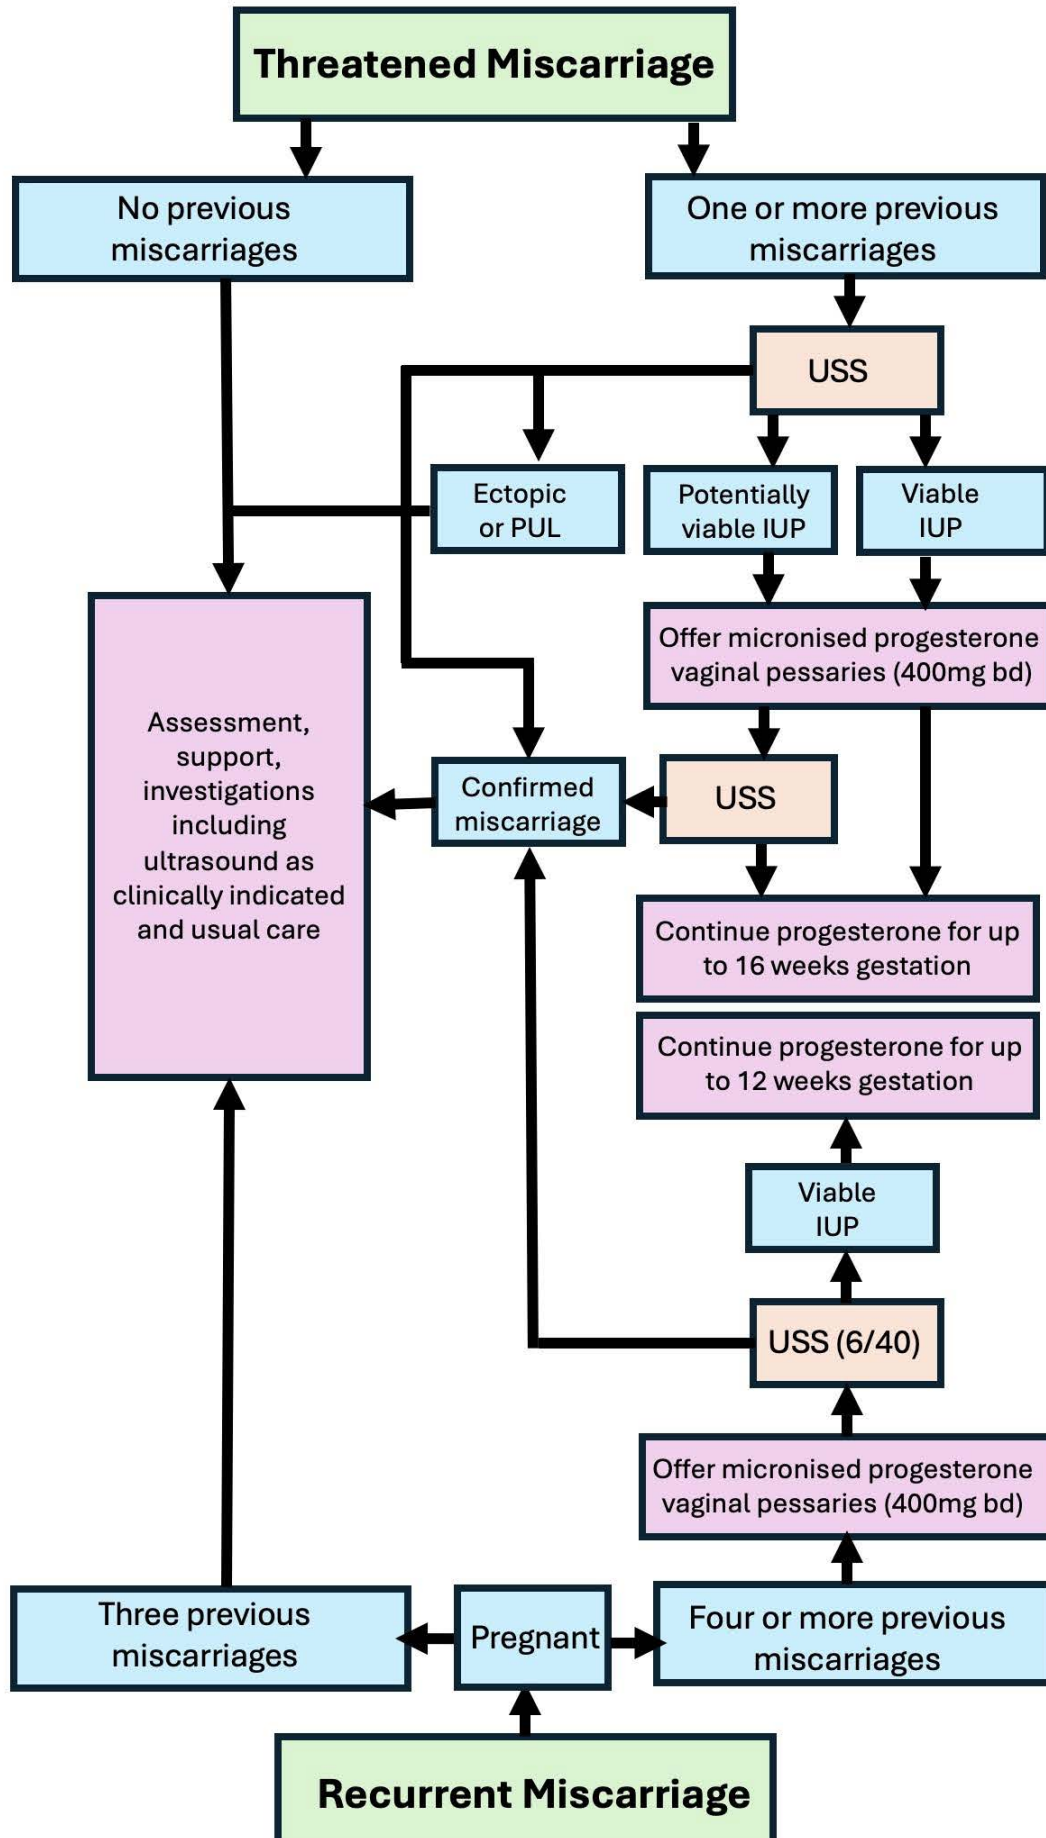 Threatened Miscarriage
No previous
miscarriages
One or more previous
miscarriages
USS
Ectopic
or PUL
Potentially
viable IUP
Viable
IUP
Offer micronised progesterone
vaginal pessaries (400mg bd)
Assessment,
support,
investigations
including
ultrasound as
clinically indicated
and usual care
Confirmed
miscarriage
USS
Continue progesterone for up
to 16 weeks gestation
Continue progesterone for up
to 12 weeks gestation
Viable
IUP
USS (6/40)
Offer micronised progesterone
vaginal pessaries (400mg bd)
Three previous
miscarriages
Pregnant
Four or more previous
miscarriages
Recurrent Miscarriage